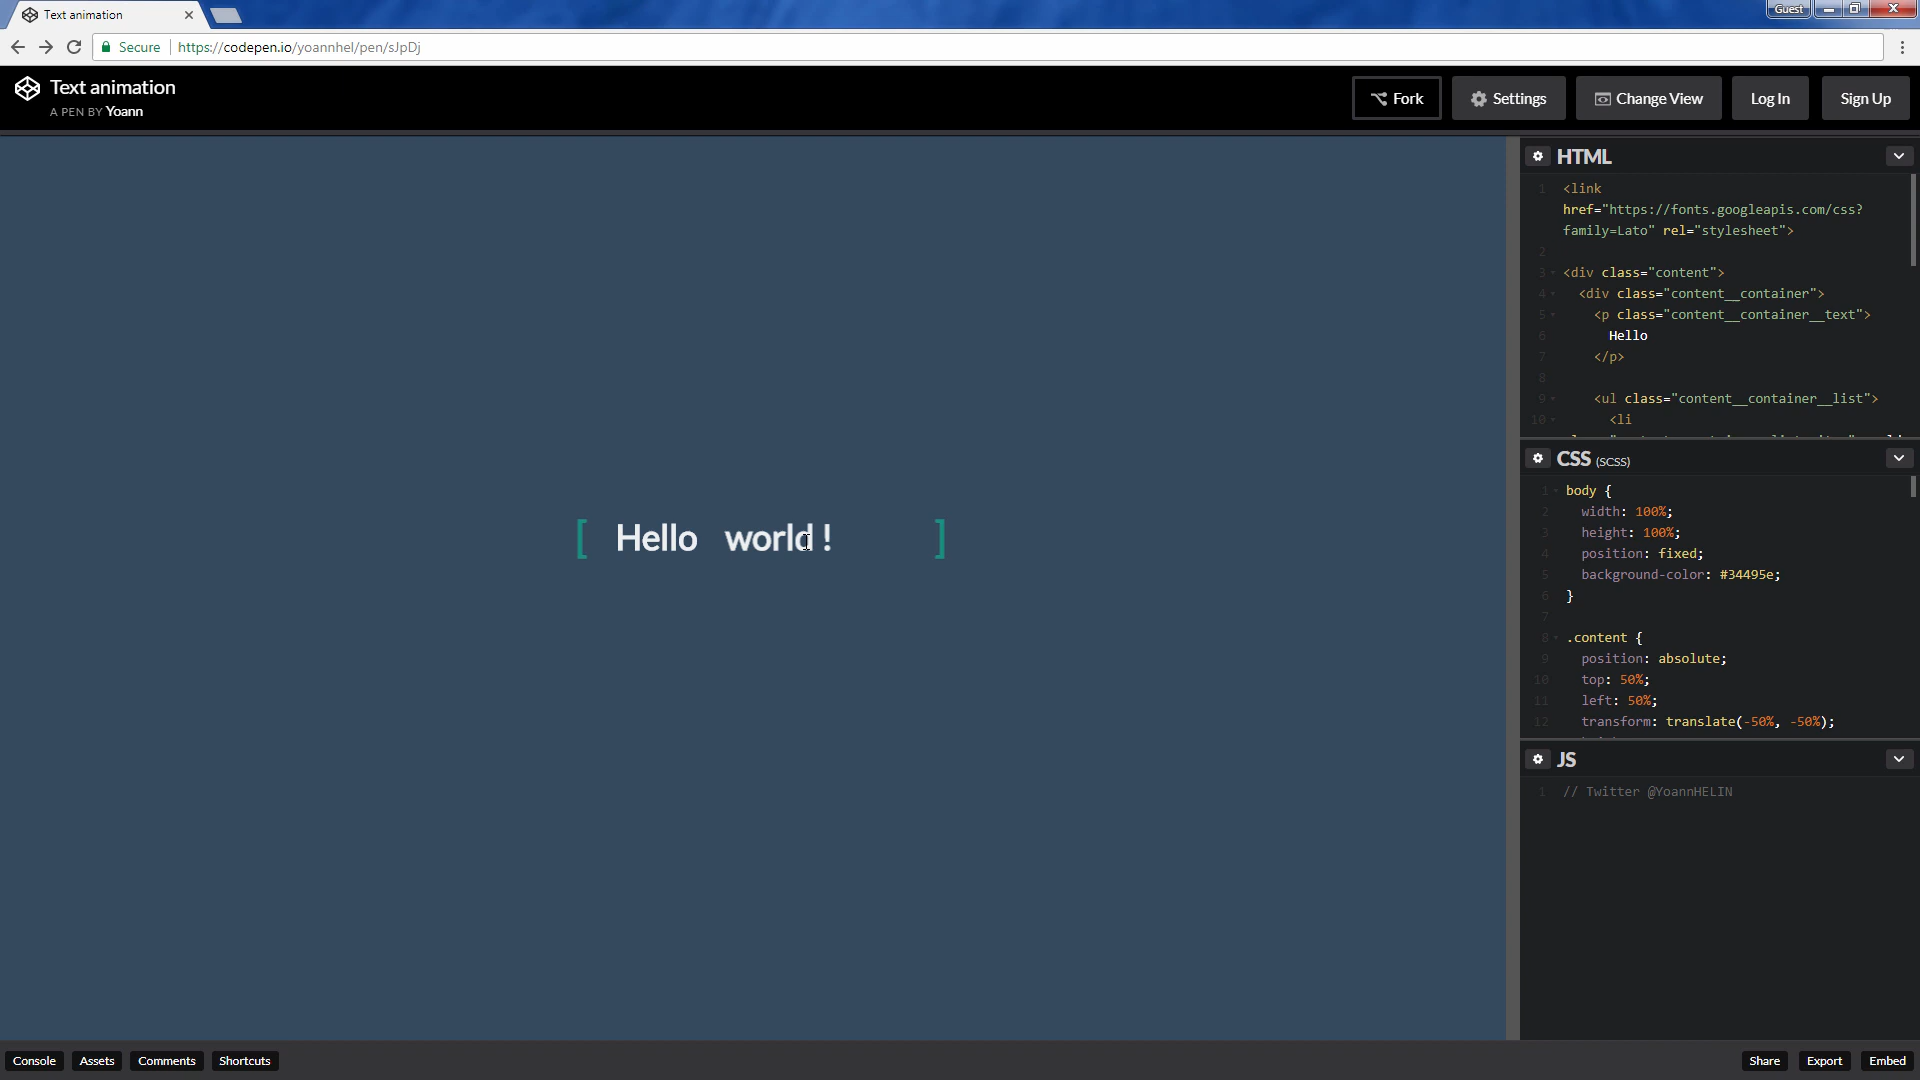 Text animation
Guest
Secure
https://codepen.io/yoannhel/pen/sJpDj
Text animation
A PEN BY Yoann
Fork
Settings
Change View
Log In
Sign Up
[ Hello world ! ]
HTML
1 <link
href="https://fonts.googleapis.com/css?
family=Lato" rel="stylesheet">
2
3 <div class="content">
4 <div class="content__container">
5 <p class="content__container__text">
6 Hello
7 </p>
8
9 <ul class="content__container__list">
10 <li
CSS (SCSS)
1 body {
2 width: 100%;
3 height: 100%;
4 position: fixed;
5 background-color: #34495e;
6 }
7
8 .content {
9 position: absolute;
10 top: 50%;
11 left: 50%;
12 transform: translate(-50%, -50%);
JS
1 // Twitter @YoannHELIN
Console
Assets
Comments
Shortcuts
Share
Export
Embed